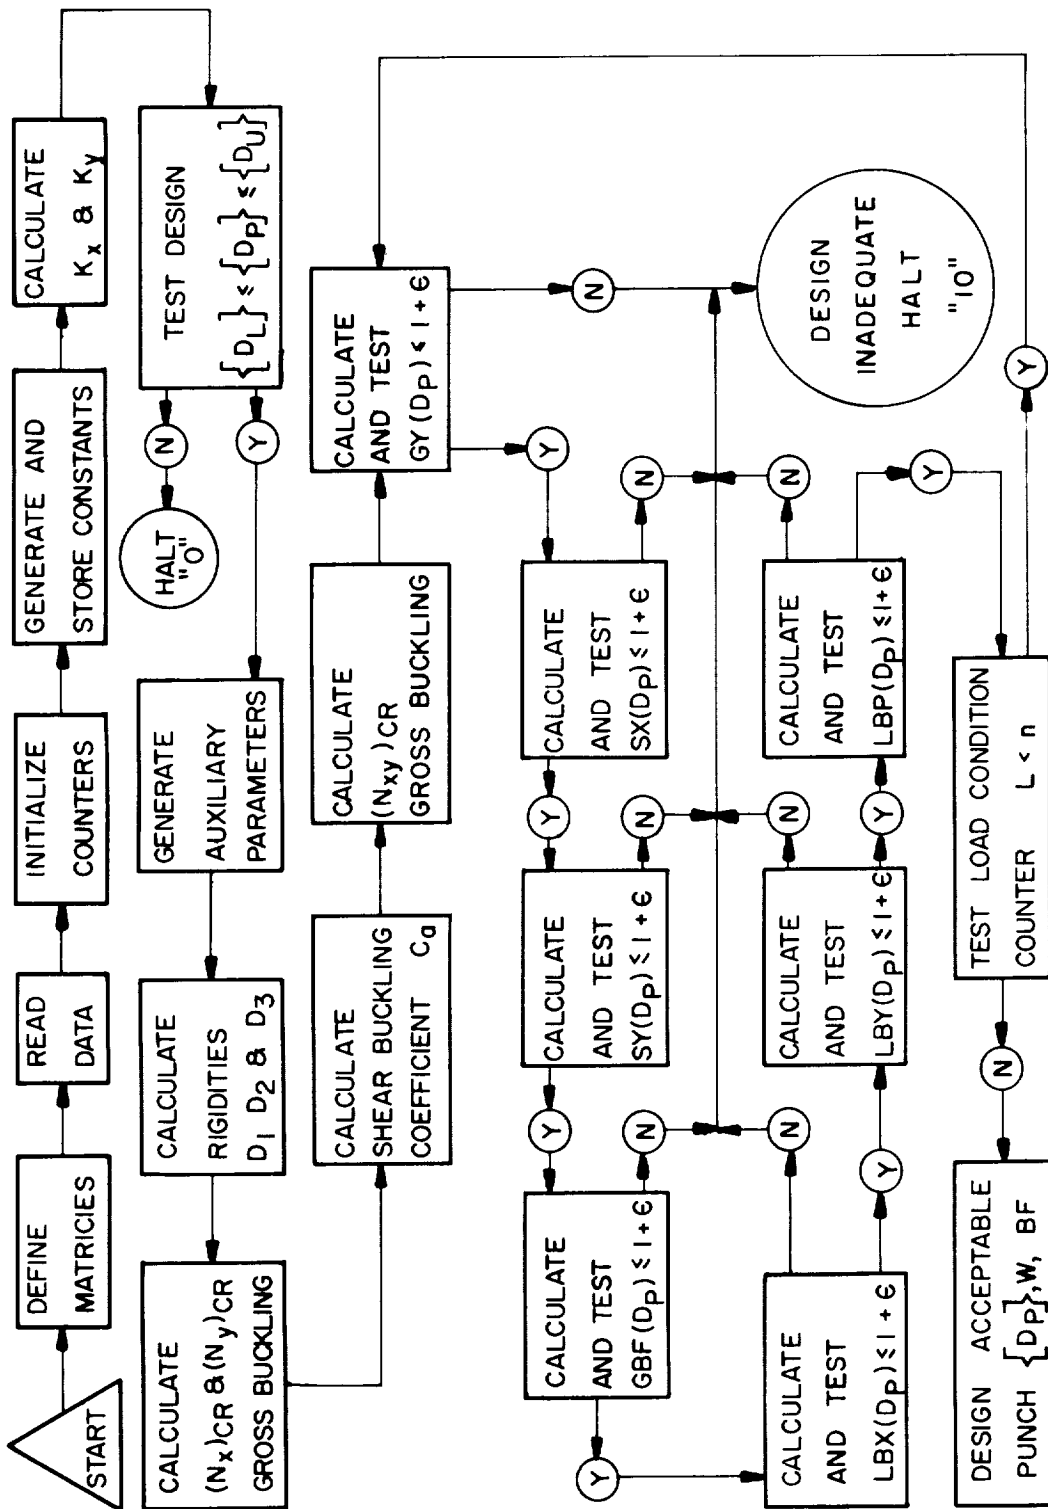 START
DEFINE
MATRICIES
READ
DATA
INITIALIZE
COUNTERS
GENERATE AND
STORE CONSTANTS
CALCULATE
Kx & Ky
TEST DESIGN
{DL} ≤ {DP} ≤ {DU}
N
HALT
"0"
Y
GENERATE
AUXILIARY
PARAMETERS
CALCULATE
RIGIDITIES
D1 D2 & D3
CALCULATE
(Nx)CR & (Ny)CR
GROSS BUCKLING
CALCULATE
SHEAR BUCKLING
COEFFICIENT Ca
CALCULATE
(Nxy)CR
GROSS BUCKLING
CALCULATE
AND TEST
GY(DP) ≤ 1 + ϵ
N
Y
DESIGN
INADEQUATE
HALT
"10"
CALCULATE
AND TEST
SX(DP) ≤ 1 + ϵ
N
Y
CALCULATE
AND TEST
SY(DP) ≤ 1 + ϵ
N
Y
CALCULATE
AND TEST
GBF(DP) ≤ 1 + ϵ
N
Y
CALCULATE
AND TEST
LBX(DP) ≤ 1 + ϵ
N
Y
CALCULATE
AND TEST
LBY(DP) ≤ 1 + ϵ
N
Y
CALCULATE
AND TEST
LBP(DP) ≤ 1 + ϵ
N
Y
TEST LOAD CONDITION
COUNTER L < n
Y
N
DESIGN ACCEPTABLE
PUNCH {DP}, W, BF